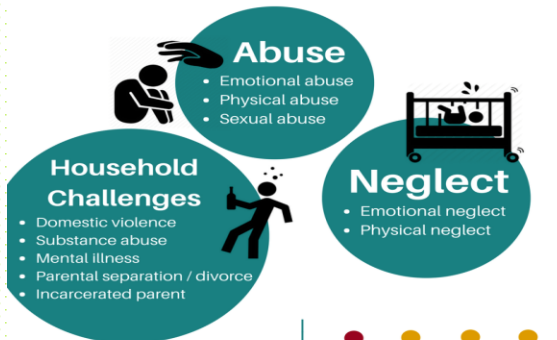 Abuse
• Emotional abuse
• Physical abuse
• Sexual abuse
Household
Challenges
• Domestic violence
• Substance abuse
• Mental illness
• Parental separation / divorce
• Incarcerated parent
Neglect
• Emotional neglect
• Physical neglect